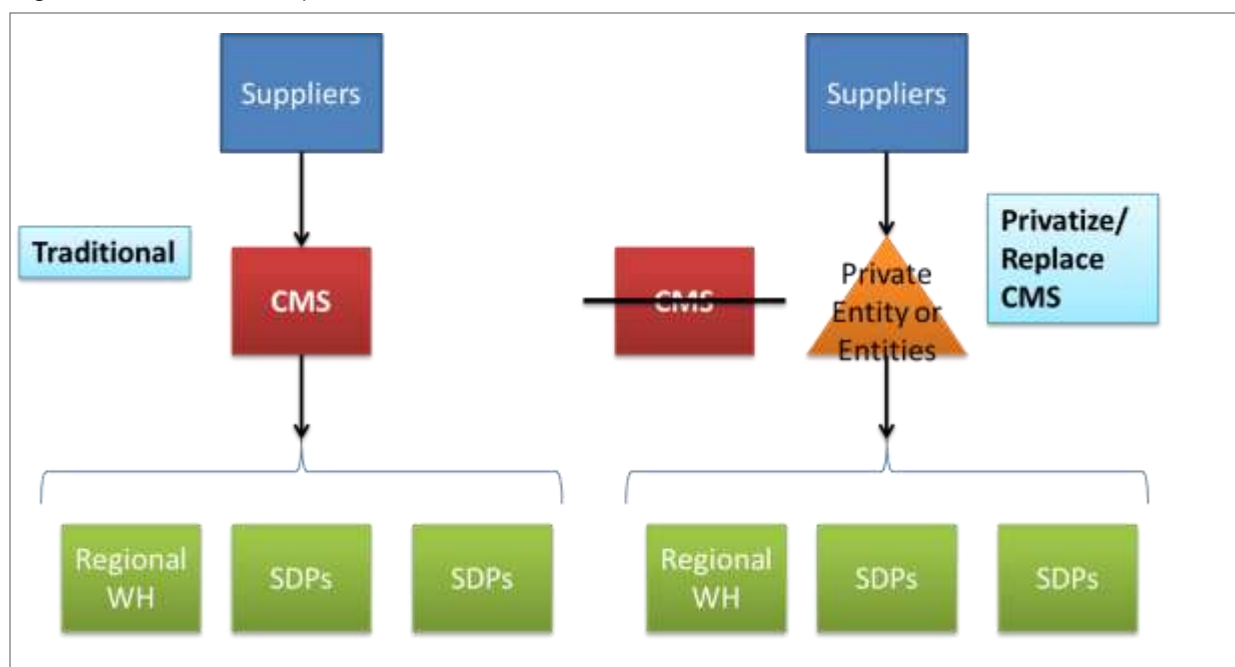 Suppliers
Traditional
CMS
Regional
WH
SDPs
SDPs
Suppliers
CMS
Private
Entity or
Entities
Privatize/
Replace
CMS
Regional
WH
SDPs
SDPs